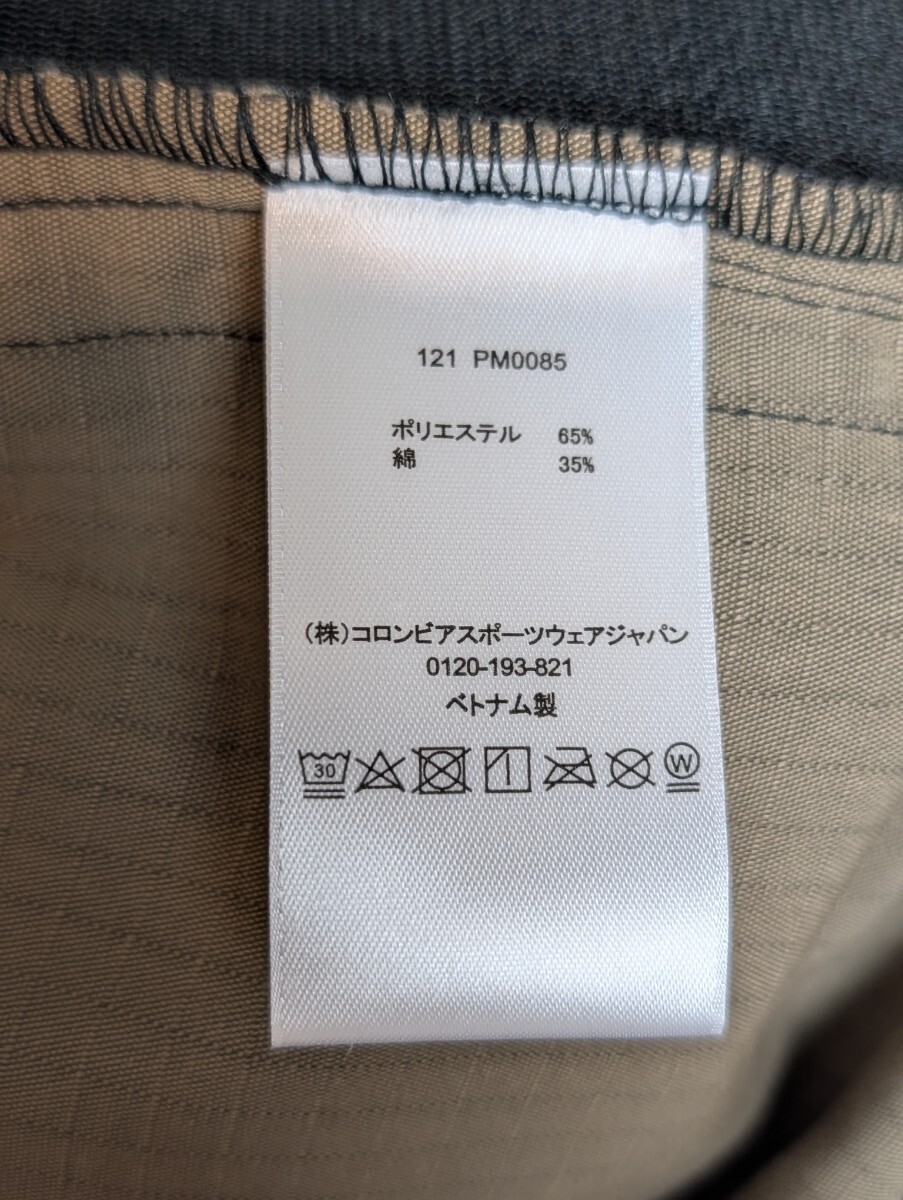 121 PM0085
ポリエステル 65%
綿 35%
(株)コロンビアスポーツウェアジャパン
0120-193-821
ベトナム製
30 W